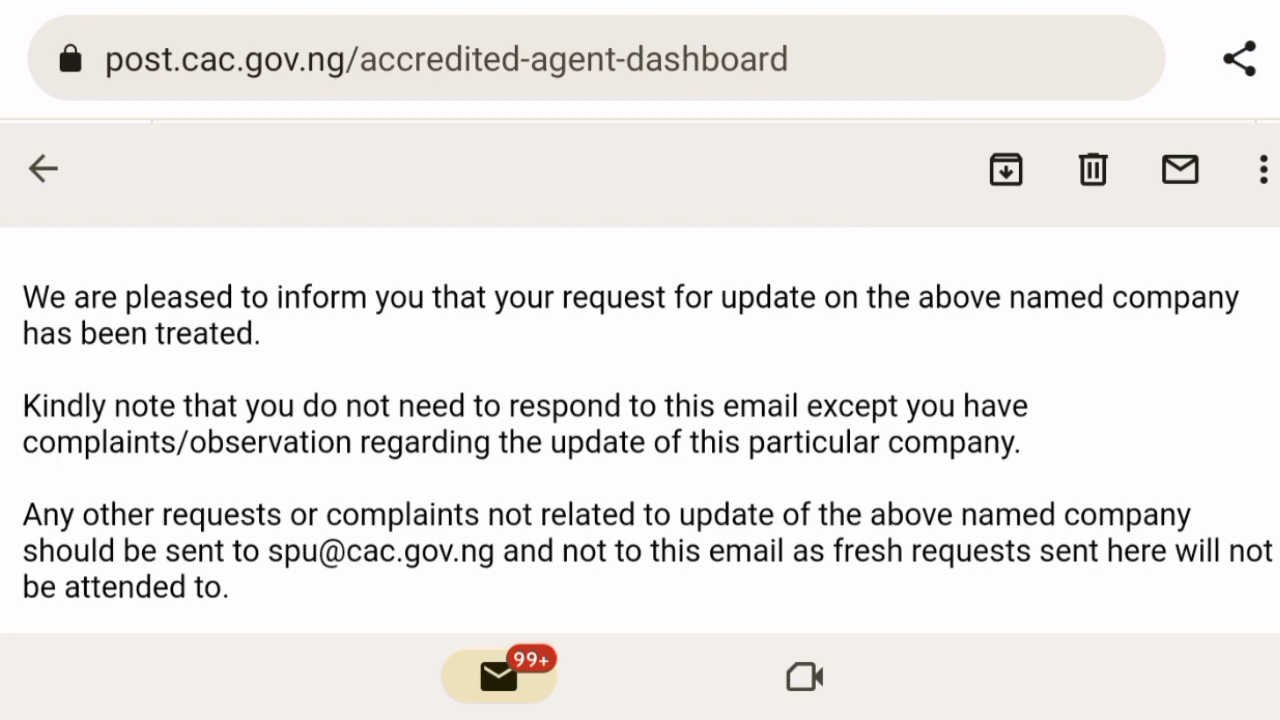 post.cac.gov.ng/accredited-agent-dashboard
We are pleased to inform you that your request for update on the above named company
has been treated.
Kindly note that you do not need to respond to this email except you have
complaints/observation regarding the update of this particular company.
Any other requests or complaints not related to update of the above named company
should be sent to spu@cac.gov.ng and not to this email as fresh requests sent here will not
be attended to.
99+